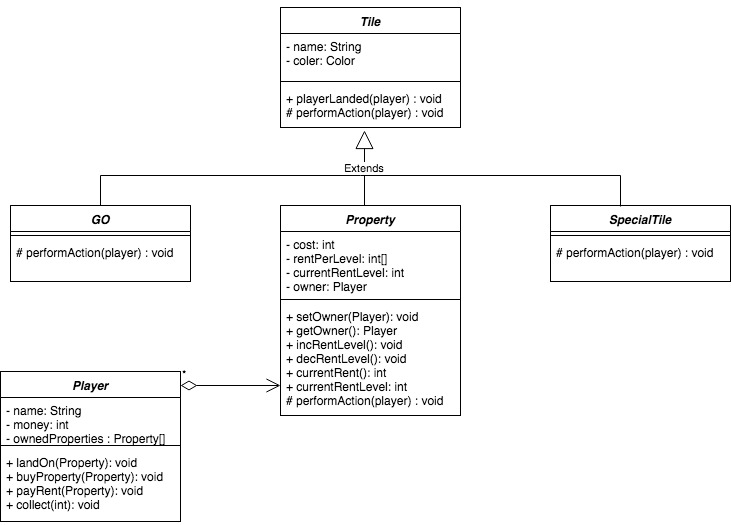 Tile
- name: String
- coler: Color
+ playerLanded(player) : void
# performAction(player) : void
Extends
GO
# performAction(player) : void
Property
- cost: int
- rentPerLevel: int[]
- currentRentLevel: int
- owner: Player
+ setOwner(Player): void
+ getOwner(): Player
+ incRentLevel(): void
+ decRentLevel(): void
+ currentRent(): int
+ currentRentLevel: int
# performAction(player) : void
SpecialTile
# performAction(player) : void
*
Player
- name: String
- money: int
- ownedProperties : Property[]
+ landOn(Property): void
+ buyProperty(Property): void
+ payRent(Property): void
+ collect(int): void